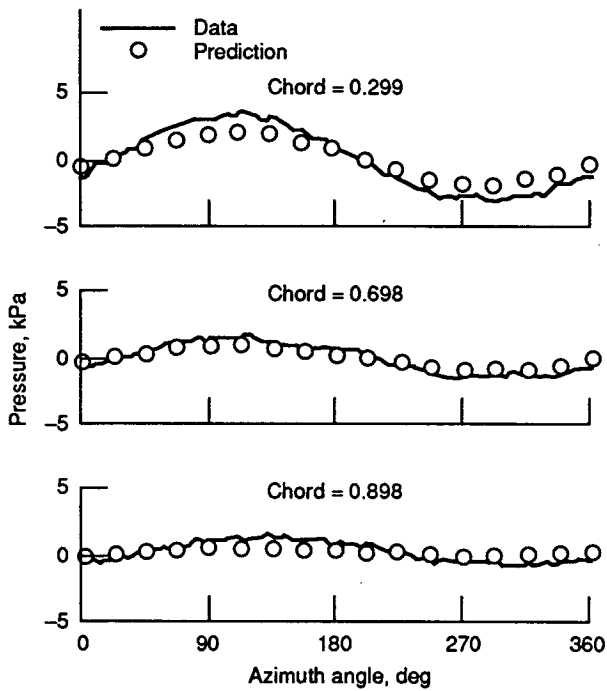 Data
Prediction
Chord = 0.299
5
0
–5
Chord = 0.698
5
0
–5
Pressure, kPa
Chord = 0.898
5
0
–5
0 90 180 270 360
Azimuth angle, deg